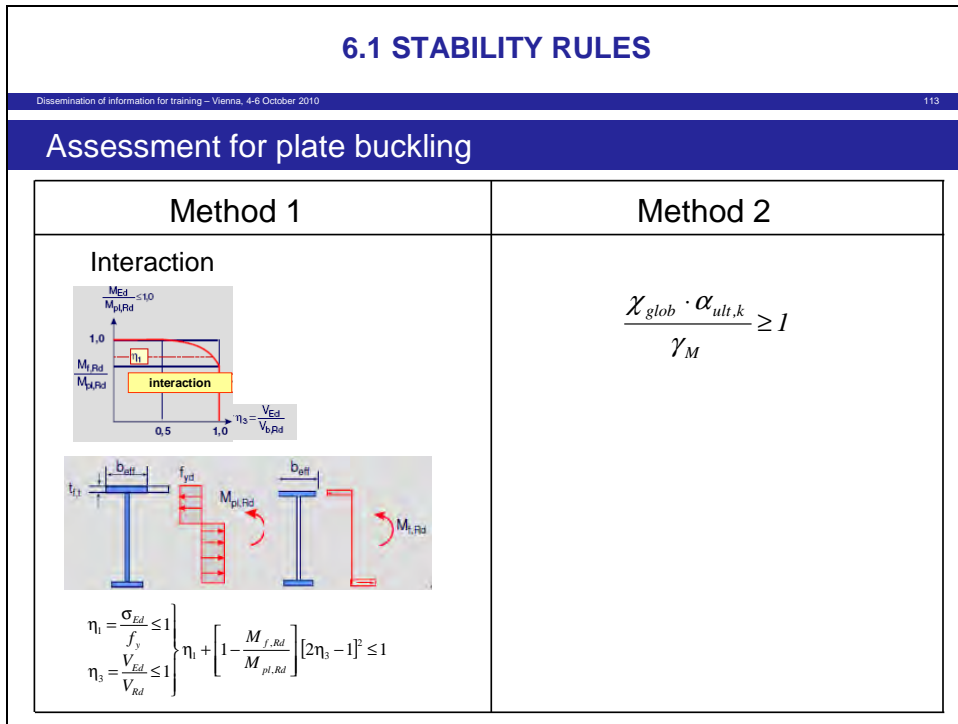 6.1 STABILITY RULES
Dissemination of information for training – Vienna, 4-6 October 2010 113
Assessment for plate buckling
Method 1 Method 2
Interaction
M_Ed / M_pl,Rd ≤ 1,0
1,0
η₁
M_f,Rd / M_pl,Rd
interaction
0,5 1,0
η₃ = V_Ed / V_b,Rd
χ_glob · α_ult,k / γ_M ≥ 1
b_eff f_yd b_eff
t_f,t
M_pl,Rd
M_f,Rd
η₁ = σ_Ed / f_y ≤ 1
η₃ = V_Ed / V_Rd ≤ 1
} η₁ + [1 − M_f,Rd / M_pl,Rd] [2η₃ − 1]² ≤ 1